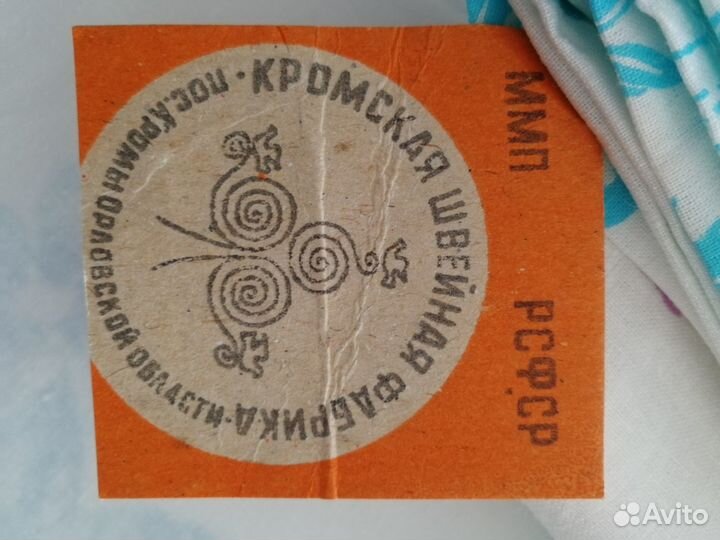 ММП РСФСР
КРОМСКАЯ ШВЕЙНАЯ ФАБРИКА ·
ПОС. КРОМЫ ОРЛОВСКОЙ ОБЛАСТИ ·
Avito